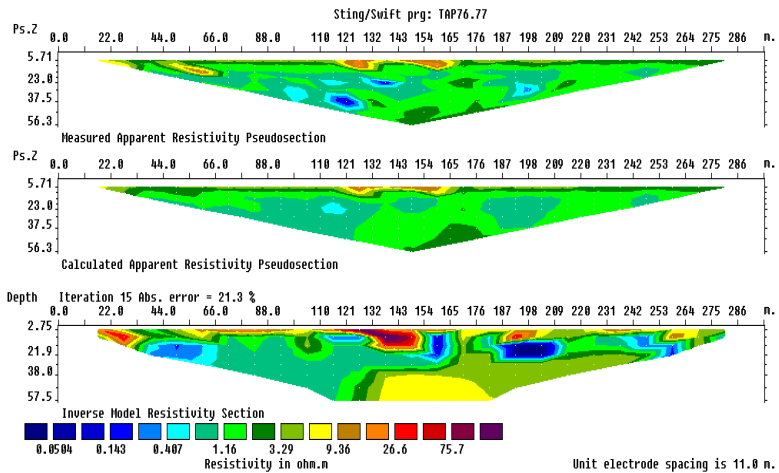 Sting/Swift prg: TAP76.77
Ps.Z 0.0 22.0 44.0 66.0 88.0 110 121 132 143 154 165 176 187 198 209 220 231 242 253 264 275 286 m.
5.71
23.0
37.5
56.3
Measured Apparent Resistivity Pseudosection
Ps.Z 0.0 22.0 44.0 66.0 88.0 110 121 132 143 154 165 176 187 198 209 220 231 242 253 264 275 286 m.
5.71
23.0
37.5
56.3
Calculated Apparent Resistivity Pseudosection
Depth Iteration 15 Abs. error = 21.3 %
0.0 22.0 44.0 66.0 88.0 110 121 132 143 154 165 176 187 198 209 220 231 242 253 264 275 286 m.
2.75
21.9
38.0
57.5
Inverse Model Resistivity Section
0.0504 0.143 0.407 1.16 3.29 9.36 26.6 75.7
Resistivity in ohm.m
Unit electrode spacing is 11.0 m.